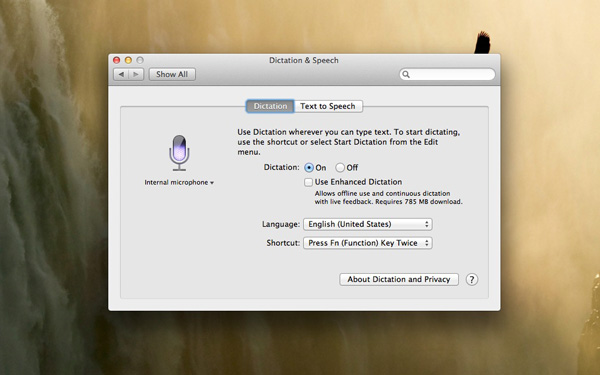 Dictation & Speech
Show All
Dictation
Text to Speech
Use Dictation wherever you can type text. To start dictating,
use the shortcut or select Start Dictation from the Edit
menu.
Internal microphone
Dictation: On Off
Use Enhanced Dictation
Allows offline use and continuous dictation
with live feedback. Requires 785 MB download.
Language: English (United States)
Shortcut: Press Fn (Function) Key Twice
About Dictation and Privacy ?